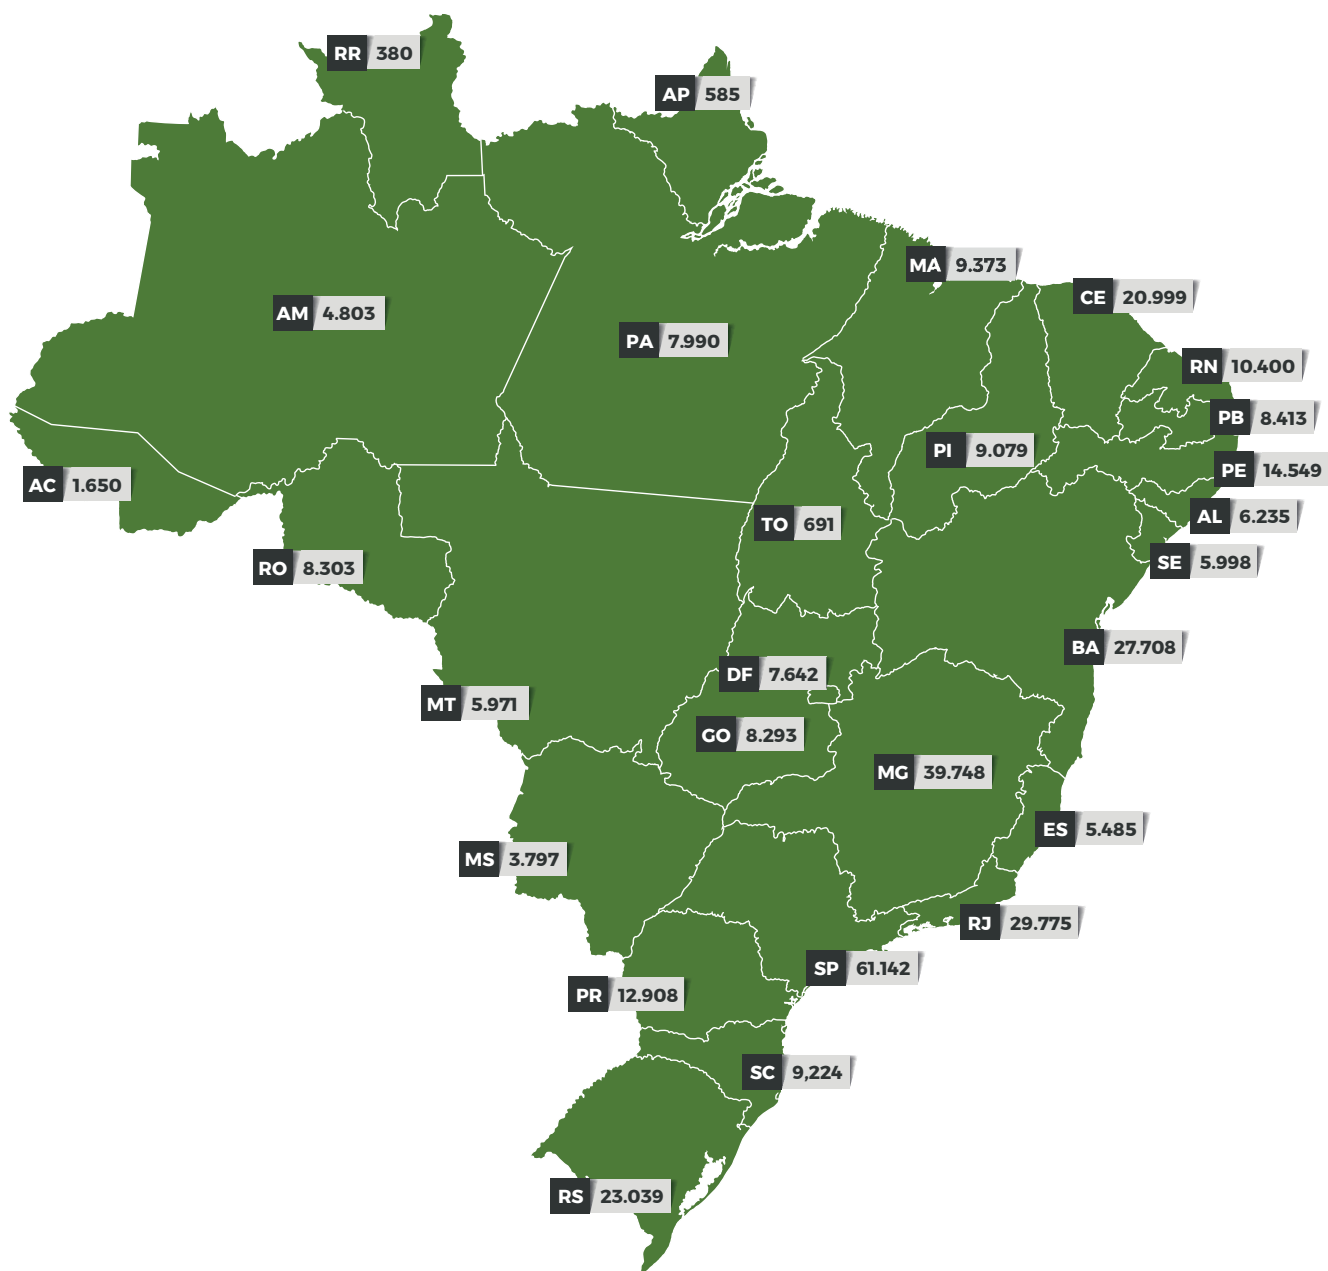 RR 380
AP 585
MA 9.373
CE 20.999
AM 4.803
PA 7.990
RN 10.400
PB 8.413
PI 9.079
PE 14.549
AC 1.650
AL 6.235
TO 691
SE 5.998
RO 8.303
BA 27.708
DF 7.642
MT 5.971
GO 8.293
MG 39.748
ES 5.485
MS 3.797
RJ 29.775
SP 61.142
PR 12.908
SC 9,224
RS 23.039